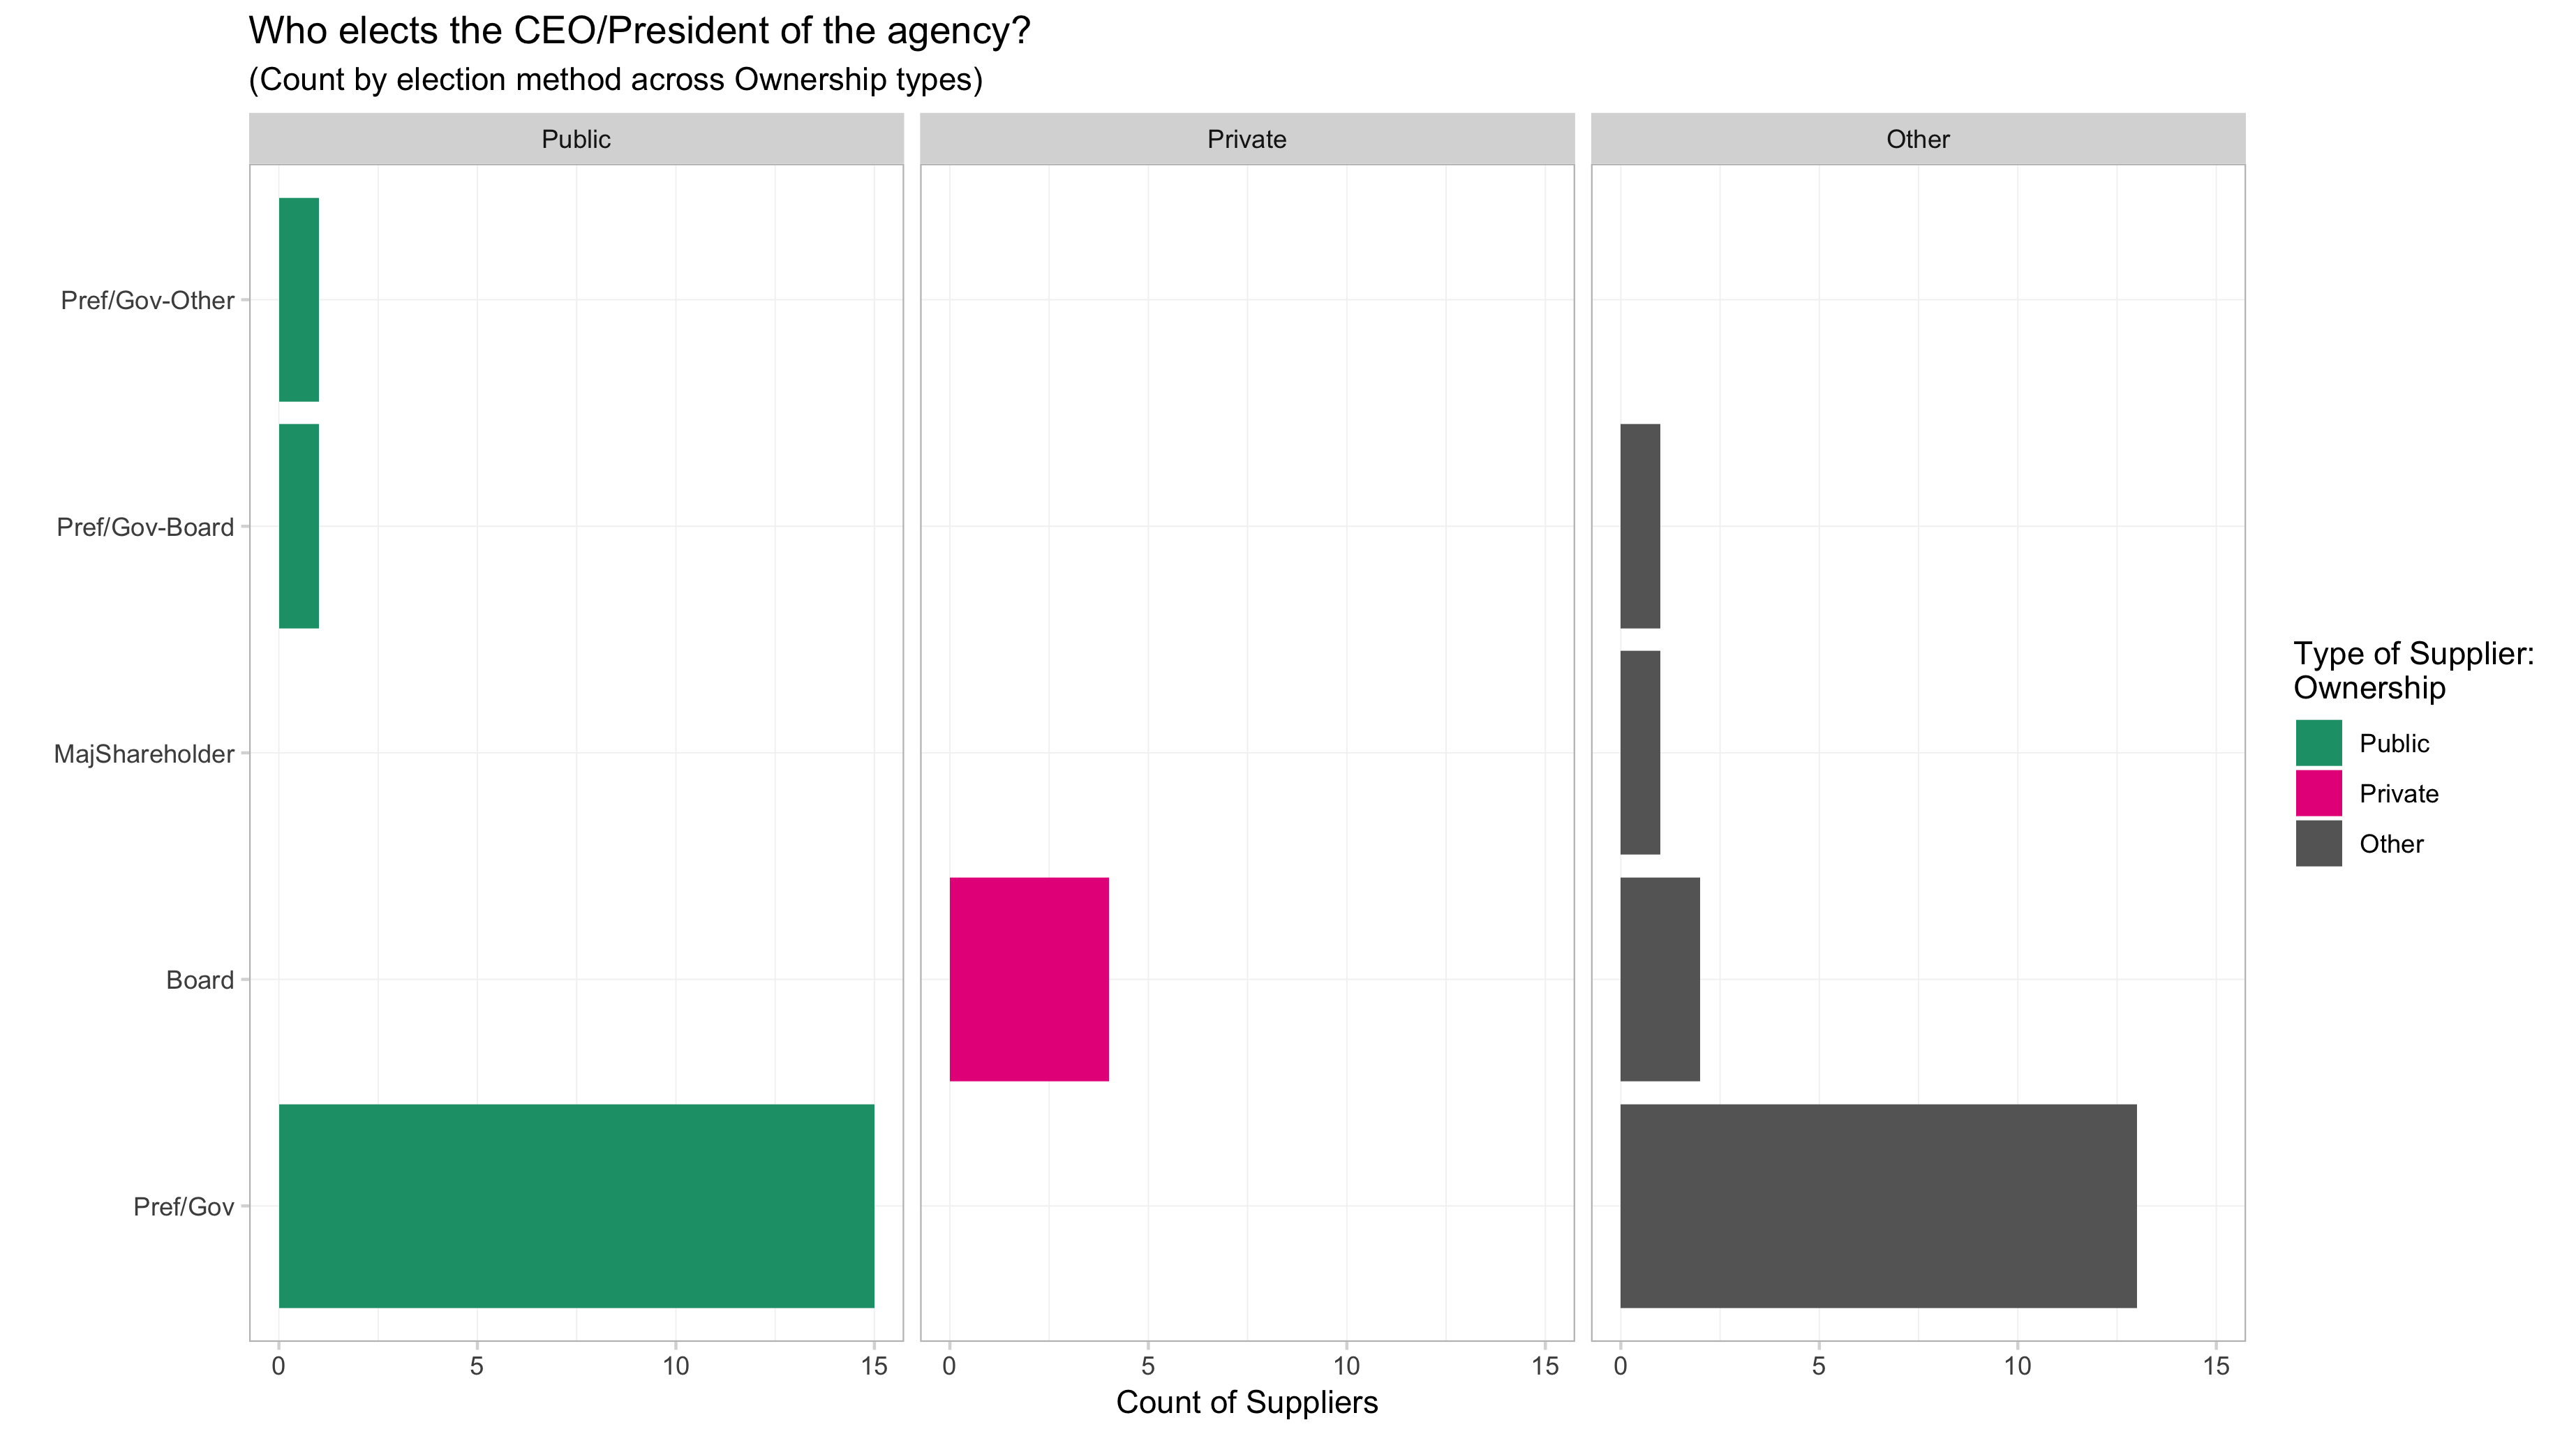 Who elects the CEO/President of the agency?
(Count by election method across Ownership types)
Public
Private
Other
Pref/Gov-Other
Pref/Gov-Board
MajShareholder
Board
Pref/Gov
0 5 10 15
0 5 10 15
0 5 10 15
Count of Suppliers
Type of Supplier:
Ownership
Public
Private
Other